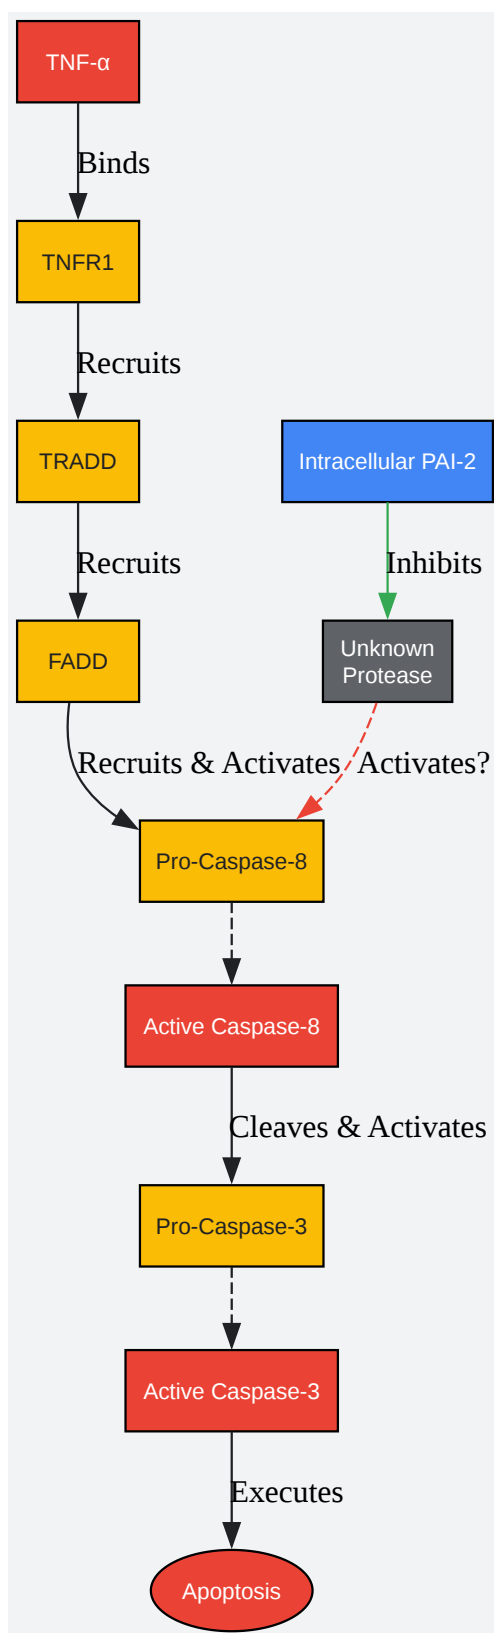 TNF-α
Binds
TNFR1
Recruits
TRADD
Intracellular PAI-2
Recruits
Inhibits
FADD
Unknown
Protease
Recruits & Activates
Activates?
Pro-Caspase-8
Active Caspase-8
Cleaves & Activates
Pro-Caspase-3
Active Caspase-3
Executes
Apoptosis